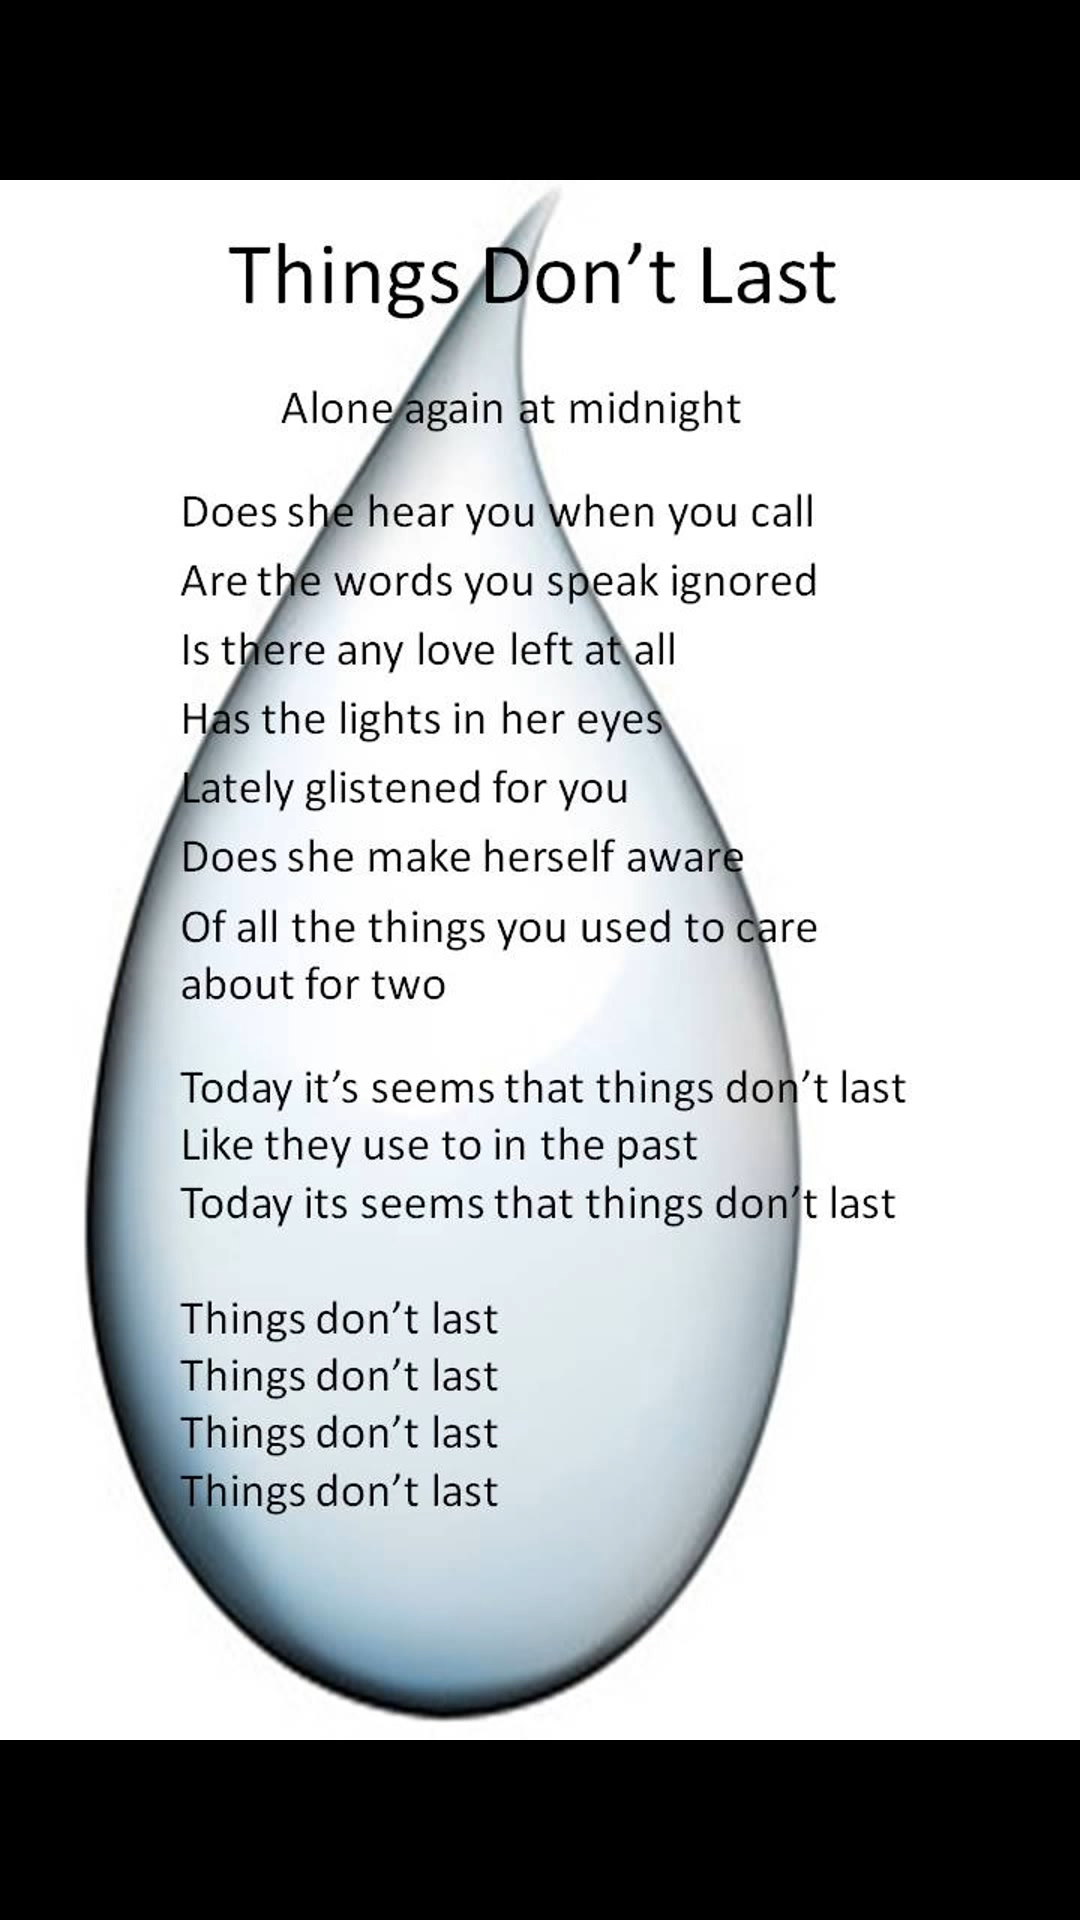 Things Don’t Last
Alone again at midnight
Does she hear you when you call
Are the words you speak ignored
Is there any love left at all
Has the lights in her eyes
Lately glistened for you
Does she make herself aware
Of all the things you used to care
about for two
Today it’s seems that things don’t last
Like they use to in the past
Today its seems that things don’t last
Things don’t last
Things don’t last
Things don’t last
Things don’t last